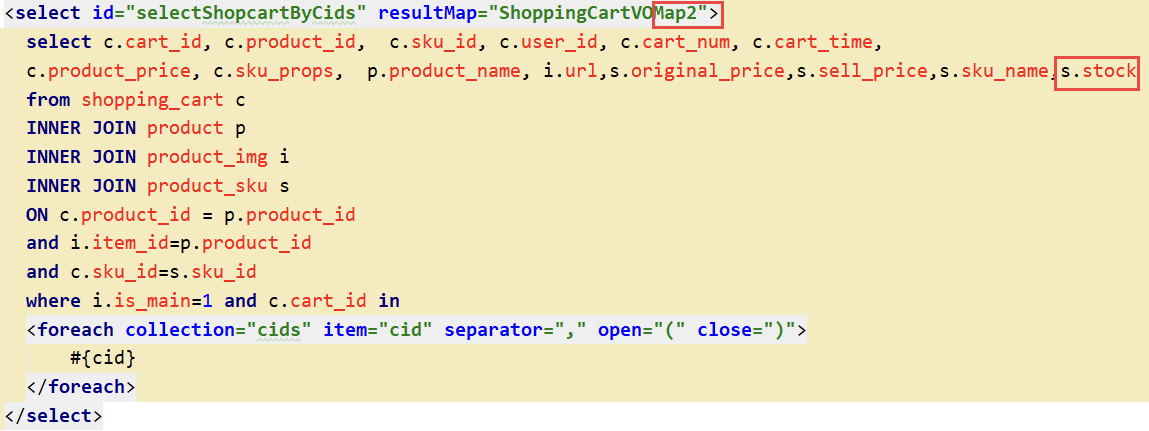 <select id="selectShopcartByCids" resultMap="ShoppingCartVOMap2">
select c.cart_id, c.product_id,  c.sku_id, c.user_id, c.cart_num, c.cart_time,
c.product_price, c.sku_props,  p.product_name, i.url,s.original_price,s.sell_price,s.sku_name,s.stock
from shopping_cart c
INNER JOIN product p
INNER JOIN product_img i
INNER JOIN product_sku s
ON c.product_id = p.product_id
and i.item_id=p.product_id
and c.sku_id=s.sku_id
where i.is_main=1 and c.cart_id in
<foreach collection="cids" item="cid" separator="," open="(" close=")">
#{cid}
</foreach>
</select>